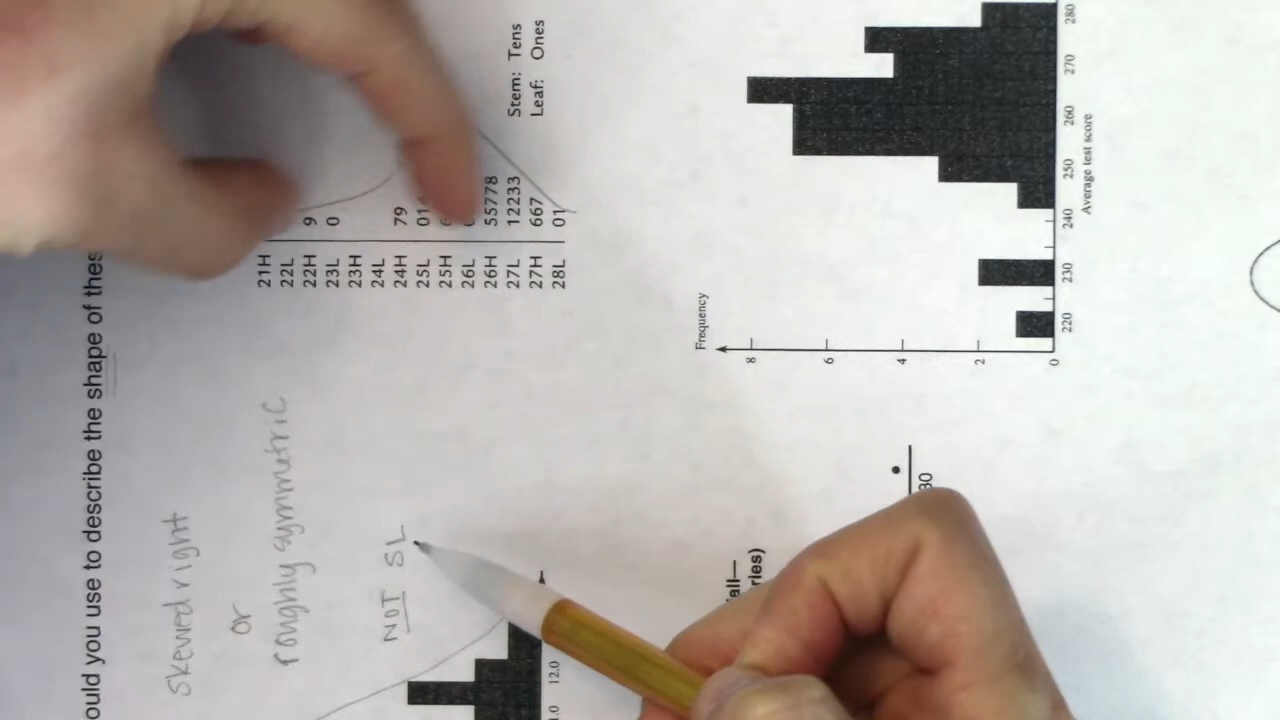 ould you use to describe the shape of thes
skewed right
or
roughly symmetric
NOT SL
12.0
21H
22L
22H 9
23L 0
23H
24L
24H 79
25L
25H
26L
26H 55778
27L 12233
27H 667
28L 01
Stem: Tens
Leaf: Ones
Frequency
8
6
4
2
0
220 230 240 250 260 270 280
Average test score